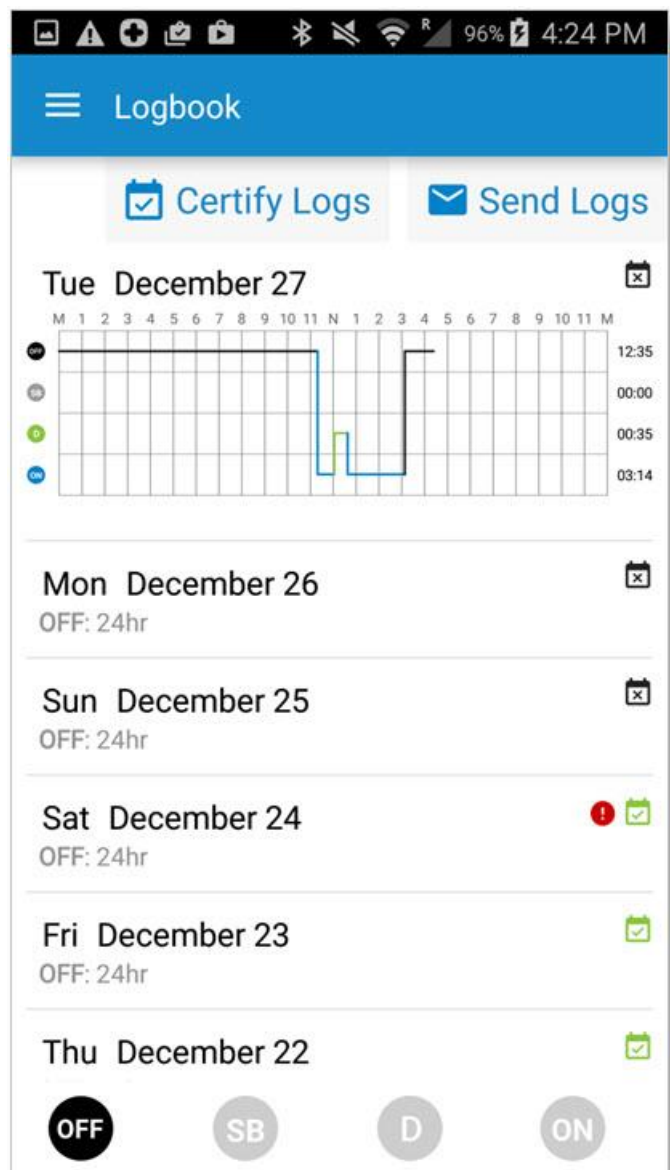 R 96% 4:24 PM
Logbook
Certify Logs Send Logs
Tue December 27
M 1 2 3 4 5 6 7 8 9 10 11 N 1 2 3 4 5 6 7 8 9 10 11 M
OFF 12:35
SB 00:00
D 00:35
ON 03:14
Mon December 26
OFF: 24hr
Sun December 25
OFF: 24hr
Sat December 24
OFF: 24hr
Fri December 23
OFF: 24hr
Thu December 22
OFF SB D ON